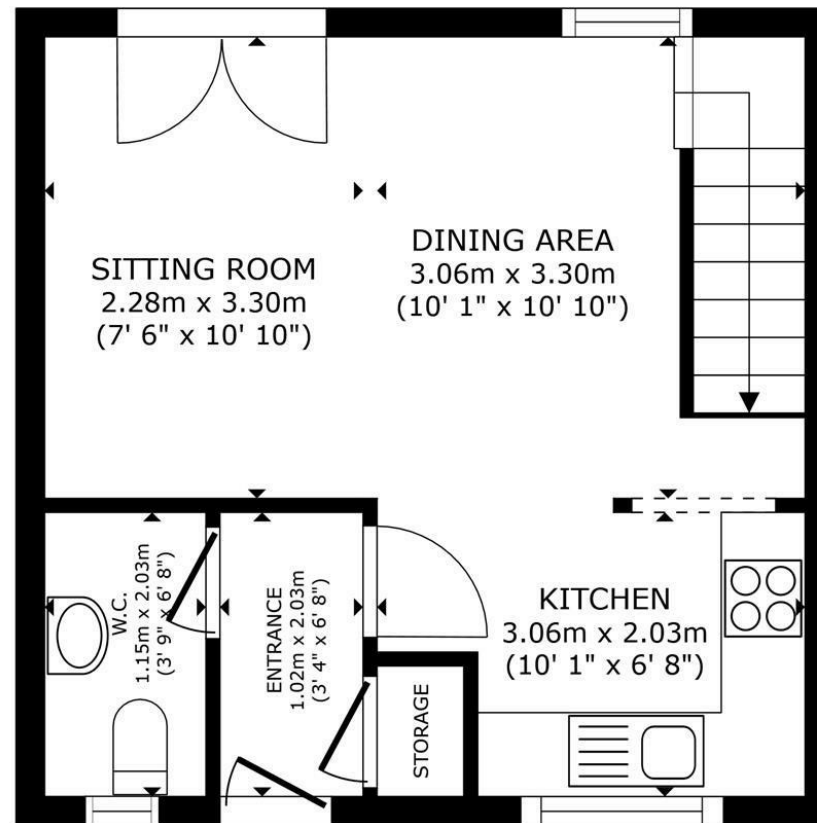 SITTING ROOM
2.28m x 3.30m
(7' 6" x 10' 10")
DINING AREA
3.06m x 3.30m
(10' 1" x 10' 10")
W.C.
1.15m x 2.03m
(3' 9" x 6' 8")
ENTRANCE
1.02m x 2.03m
(3' 4" x 6' 8")
KITCHEN
3.06m x 2.03m
(10' 1" x 6' 8")
STORAGE